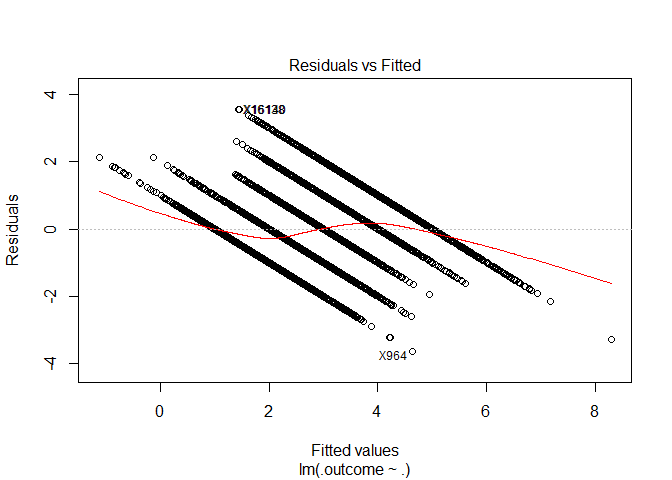 Residuals vs Fitted
4
2
0
-2
-4
Residuals
X964
0
2
4
6
8
Fitted values
lm(.outcome ~ .)